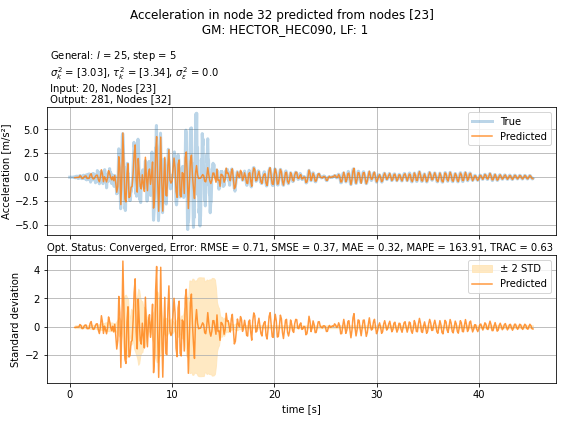 Acceleration in node 32 predicted from nodes [23]
GM: HECTOR_HEC090, LF: 1
General: l = 25, step = 5
σ²ₖ = [3.03], τ²ₖ = [3.34], σ²ε = 0.0
Input: 20, Nodes [23]
Output: 281, Nodes [32]
Acceleration [m/s²]
5.0
2.5
0.0
−2.5
−5.0
True
Predicted
Opt. Status: Converged, Error: RMSE = 0.71, SMSE = 0.37, MAE = 0.32, MAPE = 163.91, TRAC = 0.63
Standard deviation
4
2
0
−2
± 2 STD
Predicted
0
10
20
30
40
time [s]